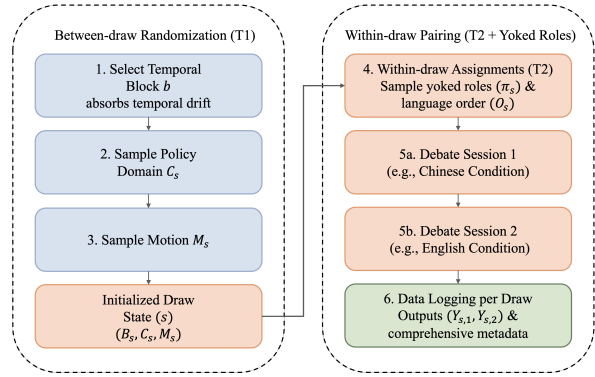 Between-draw Randomization (T1)
1. Select Temporal
Block b
absorbs temporal drift
2. Sample Policy
Domain C_s
3. Sample Motion M_s
Initialized Draw
State (s)
(B_s, C_s, M_s)
Within-draw Pairing (T2 + Yoked Roles)
4. Within-draw Assignments (T2)
Sample yoked roles (π_s) &
language order (O_s)
5a. Debate Session 1
(e.g., Chinese Condition)
5b. Debate Session 2
(e.g., English Condition)
6. Data Logging per Draw
Outputs (Y_{s,1}, Y_{s,2}) &
comprehensive metadata